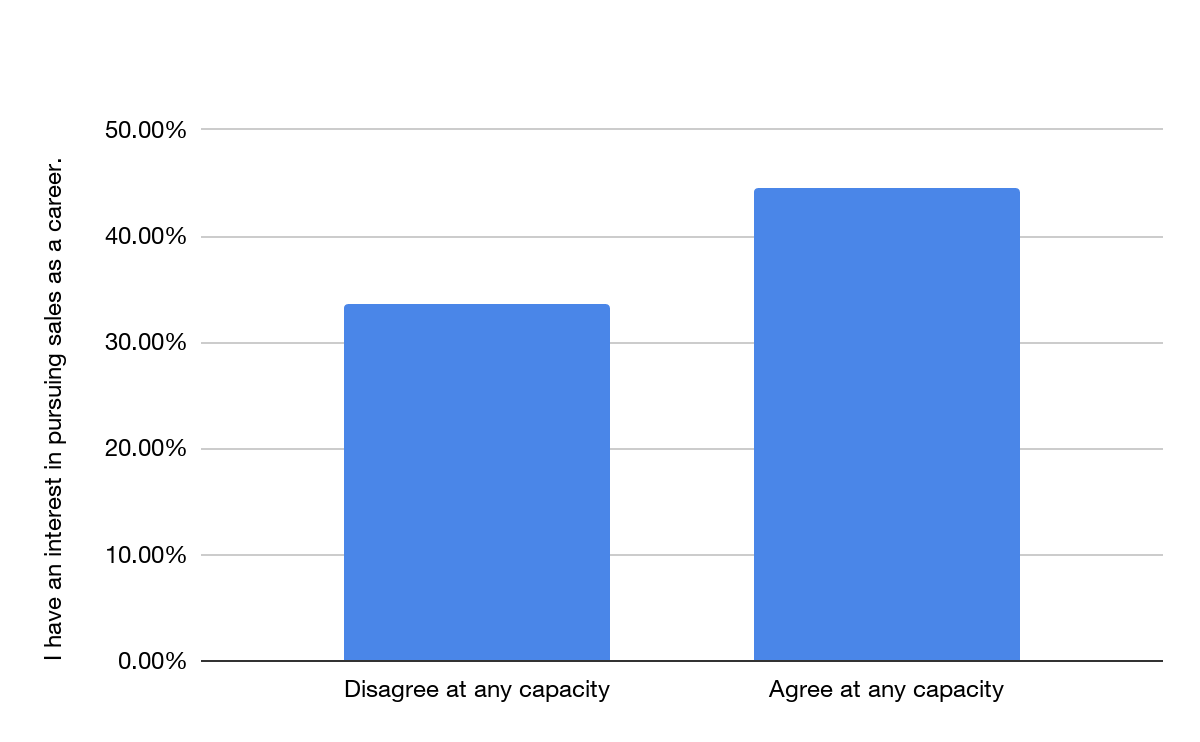 I have an interest in pursuing sales as a career.
50.00%
40.00%
30.00%
20.00%
10.00%
0.00%
Disagree at any capacity
Agree at any capacity